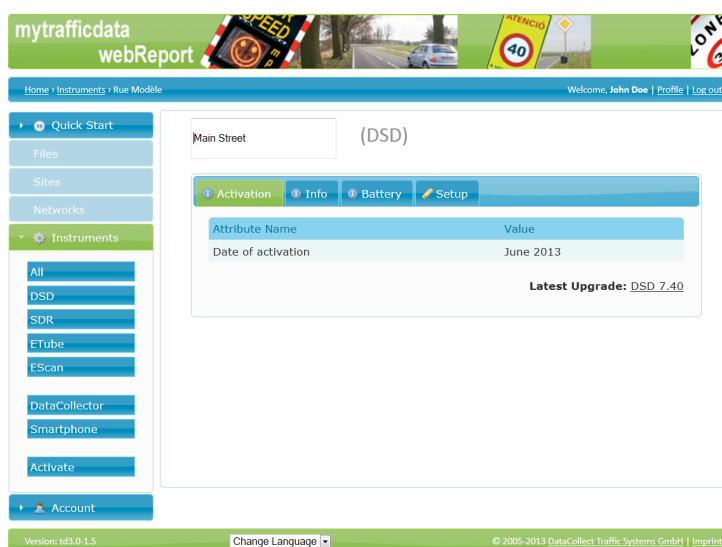 mytrafficdata
webReport
SPEED
ATENCIÓ
40
ZONE
Home › Instruments › Rue Modèle
Welcome, John Doe | Profile | Log out
Quick Start
Files
Sites
Networks
Instruments
All
DSD
SDR
ETube
EScan
DataCollector
Smartphone
Activate
Account
Main Street
(DSD)
Activation
Info
Battery
Setup
Attribute Name Value
Date of activation June 2013
Latest Upgrade: DSD 7.40
Version: td3.0-1.5
Change Language
© 2005-2013 DataCollect Traffic Systems GmbH | Imprint